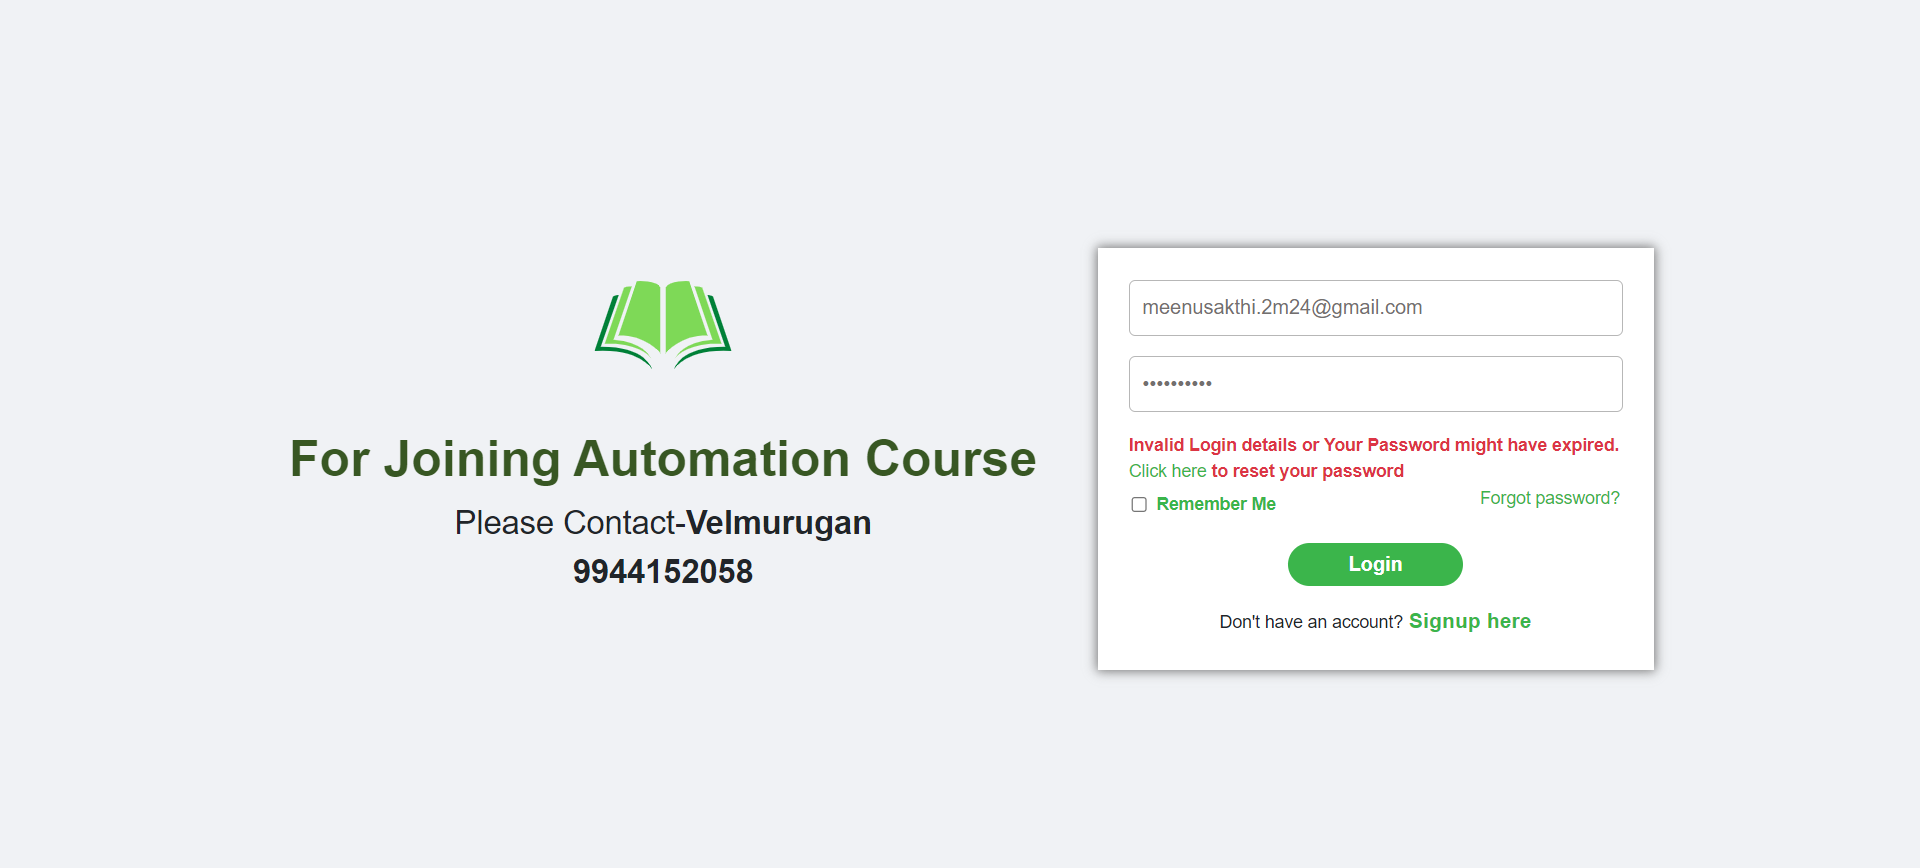 For Joining Automation Course
Please Contact-Velmurugan
9944152058
meenusakthi.2m24@gmail.com
••••••••••
Invalid Login details or Your Password might have expired.
Click here to reset your password
Remember Me
Forgot password?
Login
Don't have an account? Signup here